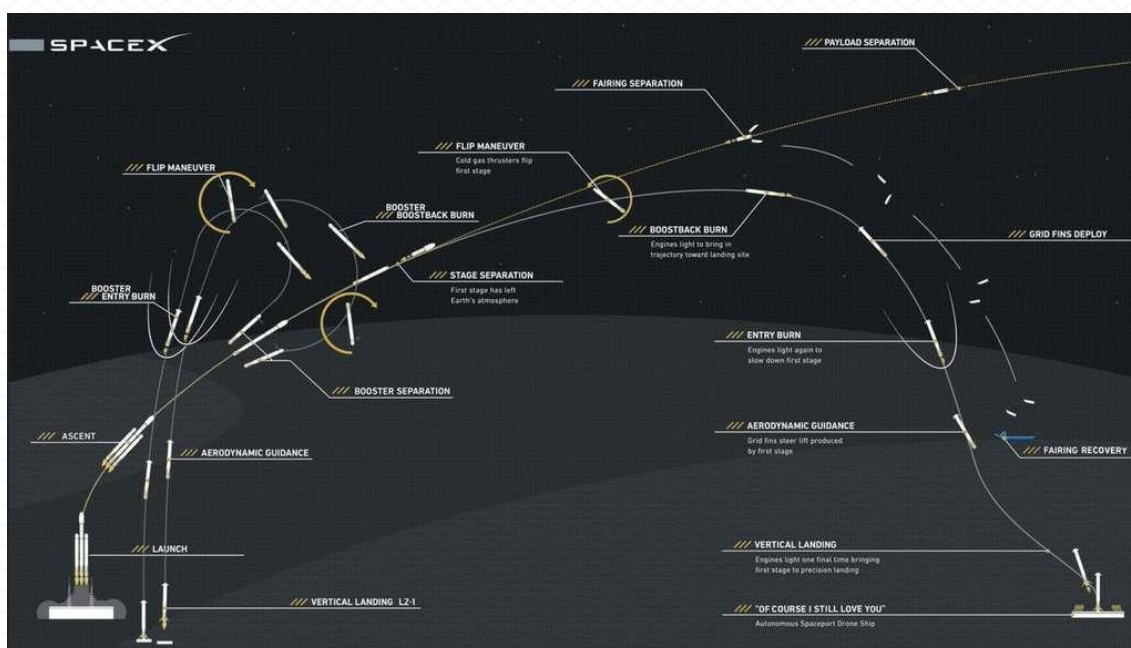 SPACEX
/// PAYLOAD SEPARATION
/// FAIRING SEPARATION
/// FLIP MANEUVER
Cold gas thrusters flip
first stage
/// FLIP MANEUVER
BOOSTER
/// BOOSTBACK BURN
/// BOOSTBACK BURN
Engines light to bring in
trajectory toward landing site
/// GRID FINS DEPLOY
/// STAGE SEPARATION
First stage has left
Earth's atmosphere
BOOSTER
/// ENTRY BURN
/// ENTRY BURN
Engines light again to
slow down first stage
/// BOOSTER SEPARATION
/// ASCENT
/// AERODYNAMIC GUIDANCE
/// AERODYNAMIC GUIDANCE
Grid fins steer lift produced
by first stage
/// FAIRING RECOVERY
/// LAUNCH
/// VERTICAL LANDING
Engines light one final time bringing
first stage to precision landing
/// VERTICAL LANDING LZ-1
/// "OF COURSE I STILL LOVE YOU"
Autonomous Spaceport Drone Ship